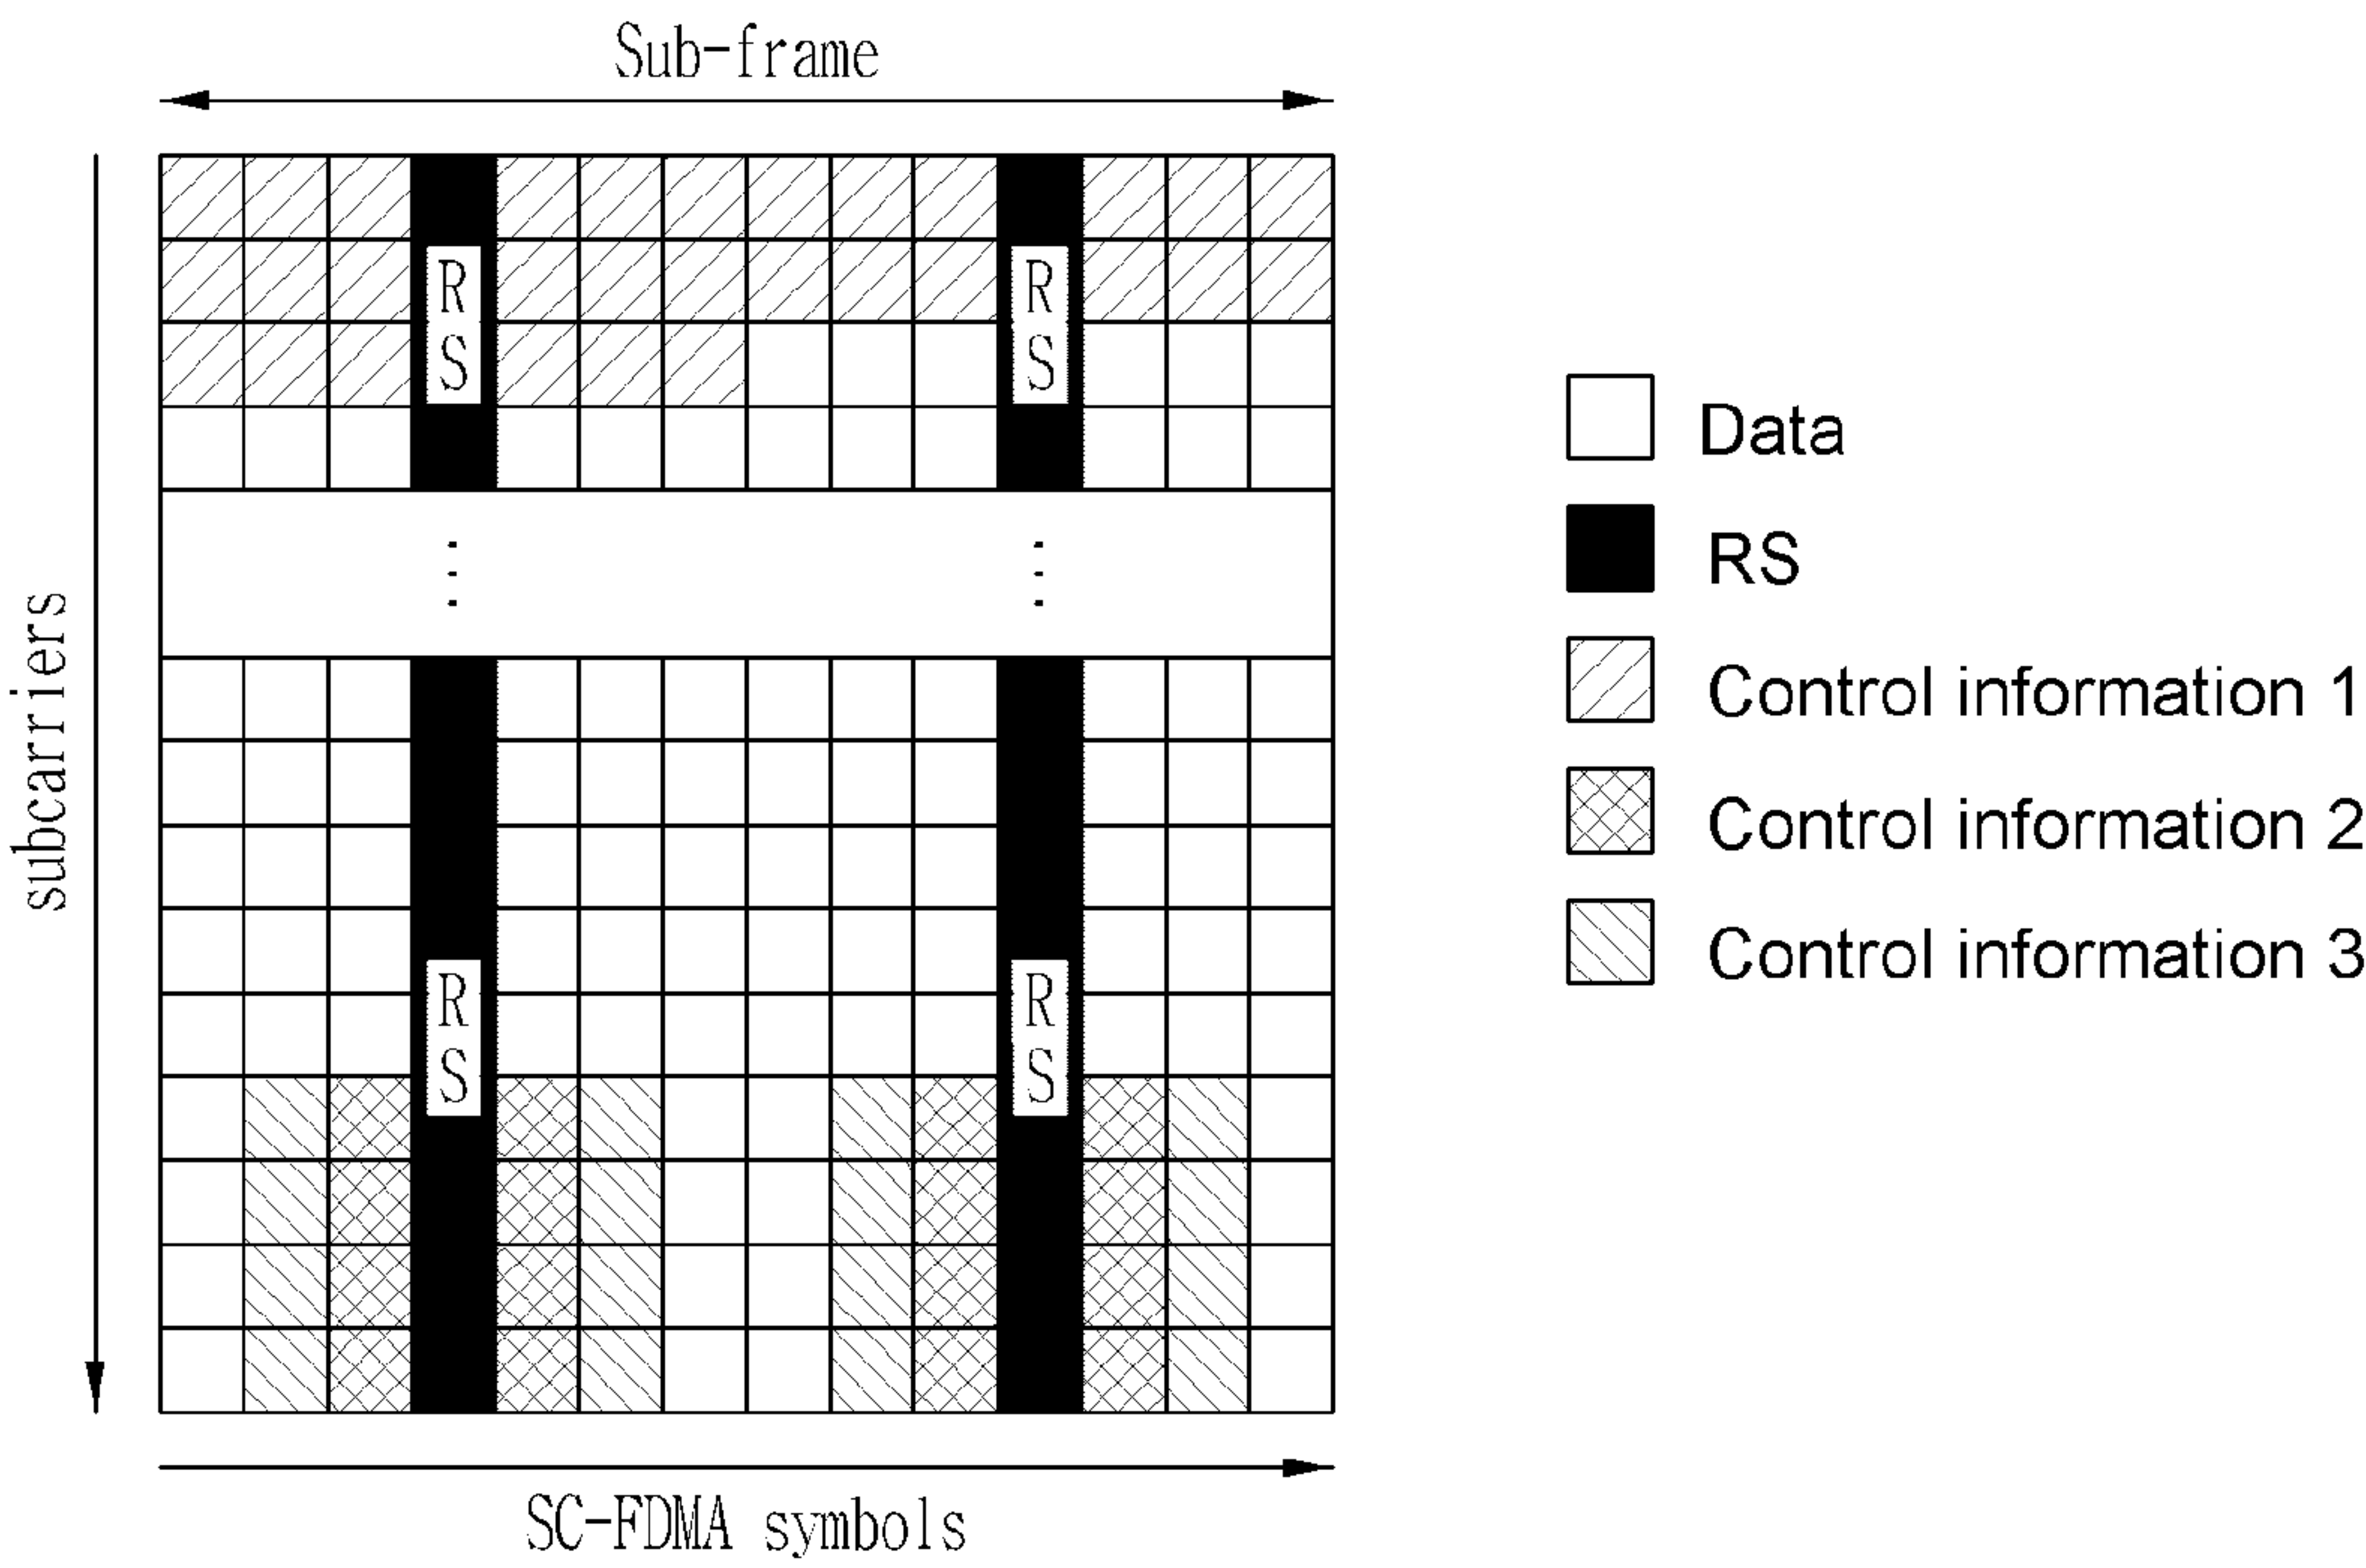 Sub-frame
subcarriers
RS
RS
RS
RS
SC-FDMA symbols
Data
RS
Control information 1
Control information 2
Control information 3